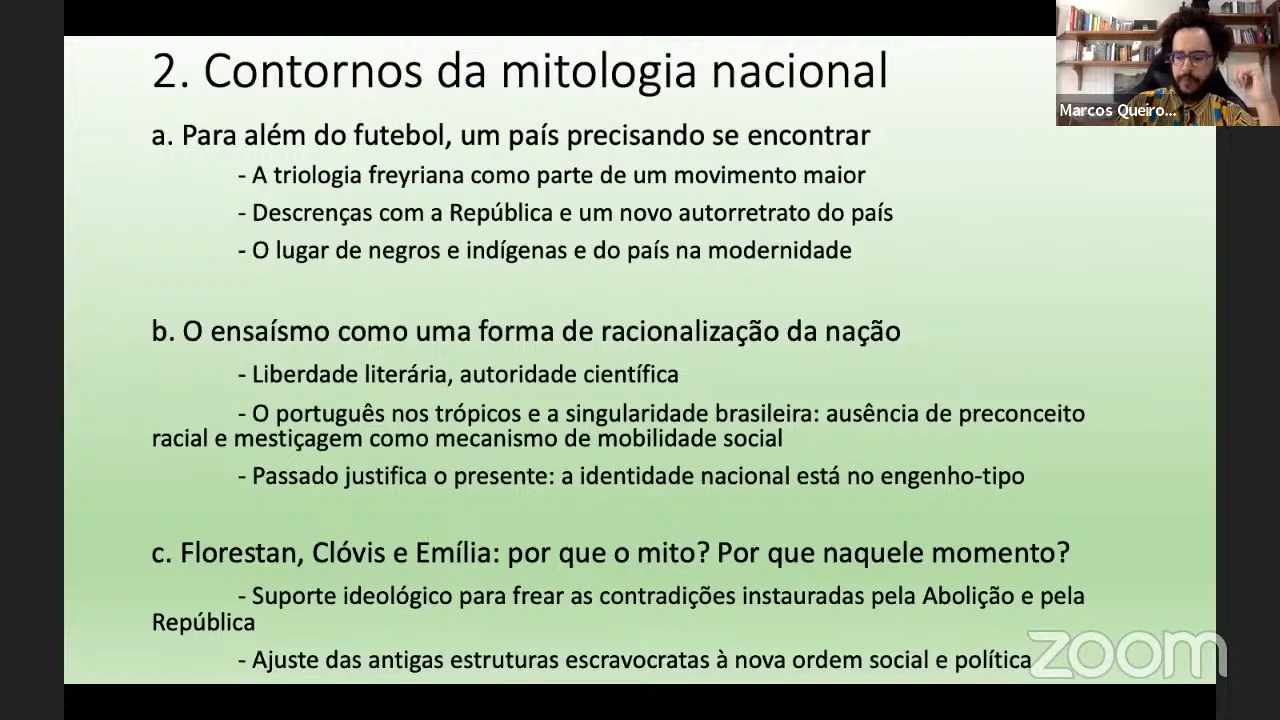 2. Contornos da mitologia nacional
Marcos Queiro...
a. Para além do futebol, um país precisando se encontrar
- A triologia freyriana como parte de um movimento maior
- Descrenças com a República e um novo autorretrato do país
- O lugar de negros e indígenas e do país na modernidade
b. O ensaísmo como uma forma de racionalização da nação
- Liberdade literária, autoridade científica
- O português nos trópicos e a singularidade brasileira: ausência de preconceito
racial e mestiçagem como mecanismo de mobilidade social
- Passado justifica o presente: a identidade nacional está no engenho-tipo
c. Florestan, Clóvis e Emília: por que o mito? Por que naquele momento?
- Suporte ideológico para frear as contradições instauradas pela Abolição e pela
República
- Ajuste das antigas estruturas escravocratas à nova ordem social e política
zoom